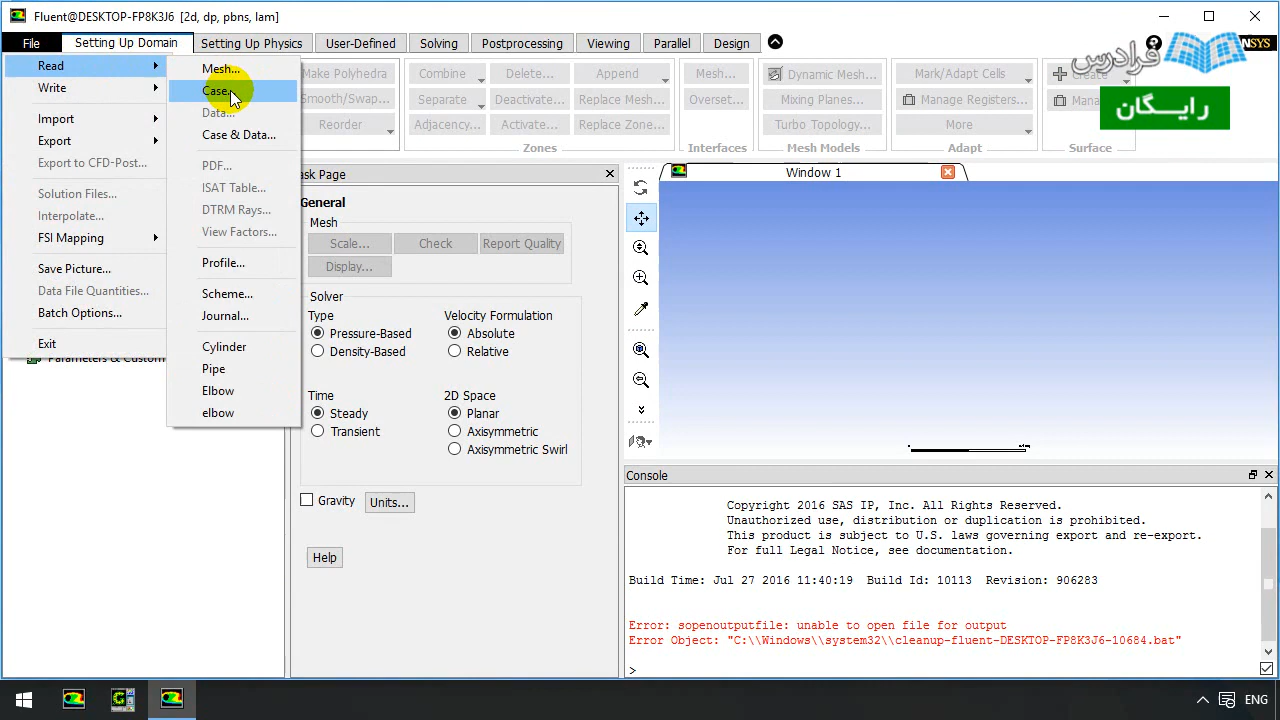 Fluent@DESKTOP-FP8K3J6 [2d, dp, pbns, lam]
File
Setting Up Domain
Setting Up Physics
User-Defined
Solving
Postprocessing
Viewing
Parallel
Design
NSYS
فرادرس
رایـگان
Read
Write
Import
Export
Export to CFD-Post...
Solution Files...
Interpolate...
FSI Mapping
Save Picture...
Data File Quantities...
Batch Options...
Exit
Parameters & Custom
Mesh...
Case...
Data...
Case & Data...
PDF...
ISAT Table...
DTRM Rays...
View Factors...
Profile...
Scheme...
Journal...
Cylinder
Pipe
Elbow
elbow
Make Polyhedra
Smooth/Swap...
Reorder
Combine
Delete...
Append
Separate
Deactivate...
Replace Mesh...
Adjacency...
Activate...
Replace Zone...
Zones
Mesh...
Overset...
Interfaces
Dynamic Mesh...
Mixing Planes...
Turbo Topology...
Mesh Models
Mark/Adapt Cells
Manage Registers...
More
Adapt
Create
Mana
Surface
ask Page
General
Mesh
Scale...
Check
Report Quality
Display...
Solver
Type
Pressure-Based
Density-Based
Velocity Formulation
Absolute
Relative
Time
Steady
Transient
2D Space
Planar
Axisymmetric
Axisymmetric Swirl
Gravity
Units...
Help
Window 1
Console
Copyright 2016 SAS IP, Inc. All Rights Reserved.
Unauthorized use, distribution or duplication is prohibited.
This product is subject to U.S. laws governing export and re-export.
For full Legal Notice, see documentation.
Build Time: Jul 27 2016 11:40:19 Build Id: 10113 Revision: 906283
Error: sopenoutputfile: unable to open file for output
Error Object: "C:\\Windows\\system32\\cleanup-fluent-DESKTOP-FP8K3J6-10684.bat"
>
ENG